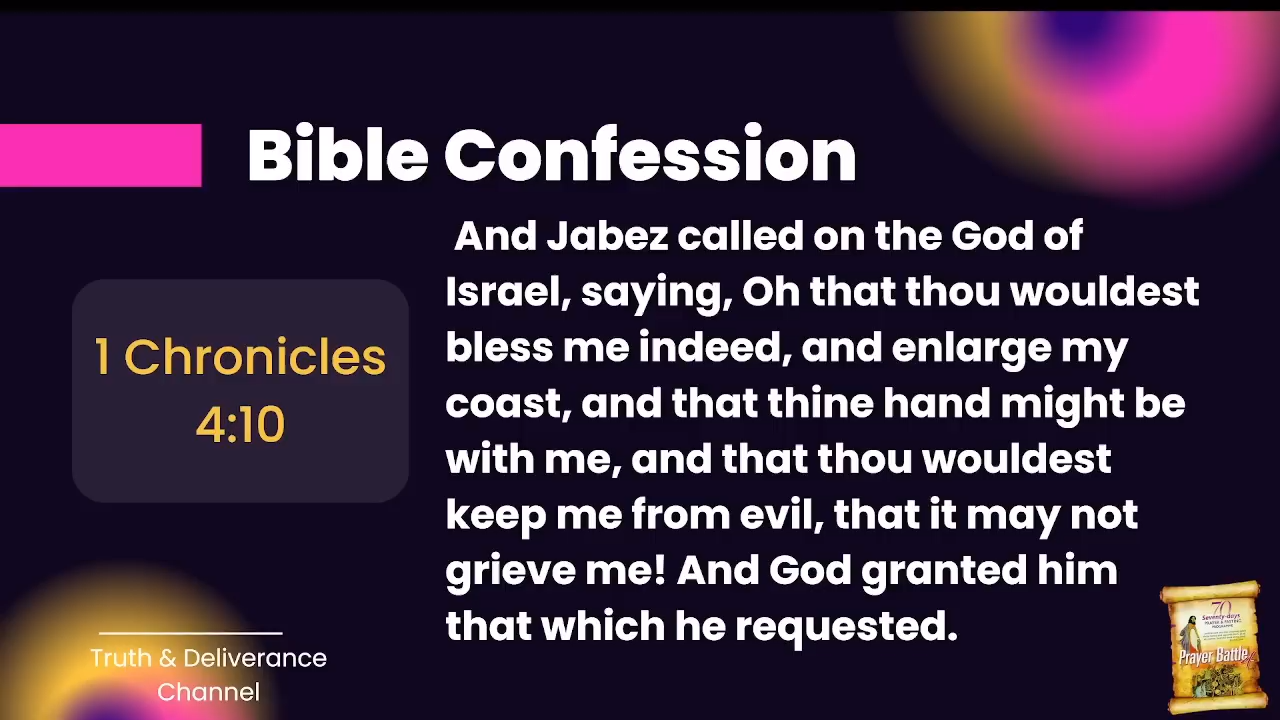 Bible Confession
And Jabez called on the God of
Israel, saying, Oh that thou wouldest
bless me indeed, and enlarge my
coast, and that thine hand might be
with me, and that thou wouldest
keep me from evil, that it may not
grieve me! And God granted him
that which he requested.
1 Chronicles
4:10
Truth & Deliverance
Channel
70
Seventy-days
Prayer Battle